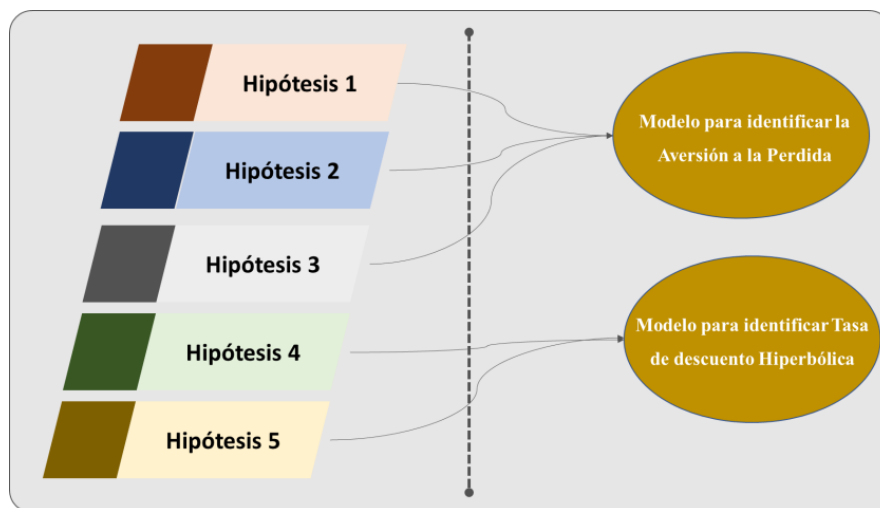 Hipótesis 1
Hipótesis 2
Hipótesis 3
Hipótesis 4
Hipótesis 5
Modelo para identificar la
Aversión a la Perdida
Modelo para identificar Tasa
de descuento Hiperbólica